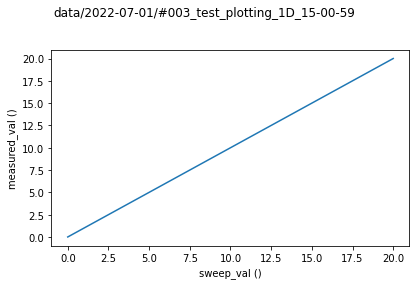 data/2022-07-01/#003_test_plotting_1D_15-00-59
20.0
17.5
15.0
12.5
10.0
7.5
5.0
2.5
0.0
measured_val ()
0.0 2.5 5.0 7.5 10.0 12.5 15.0 17.5 20.0
sweep_val ()